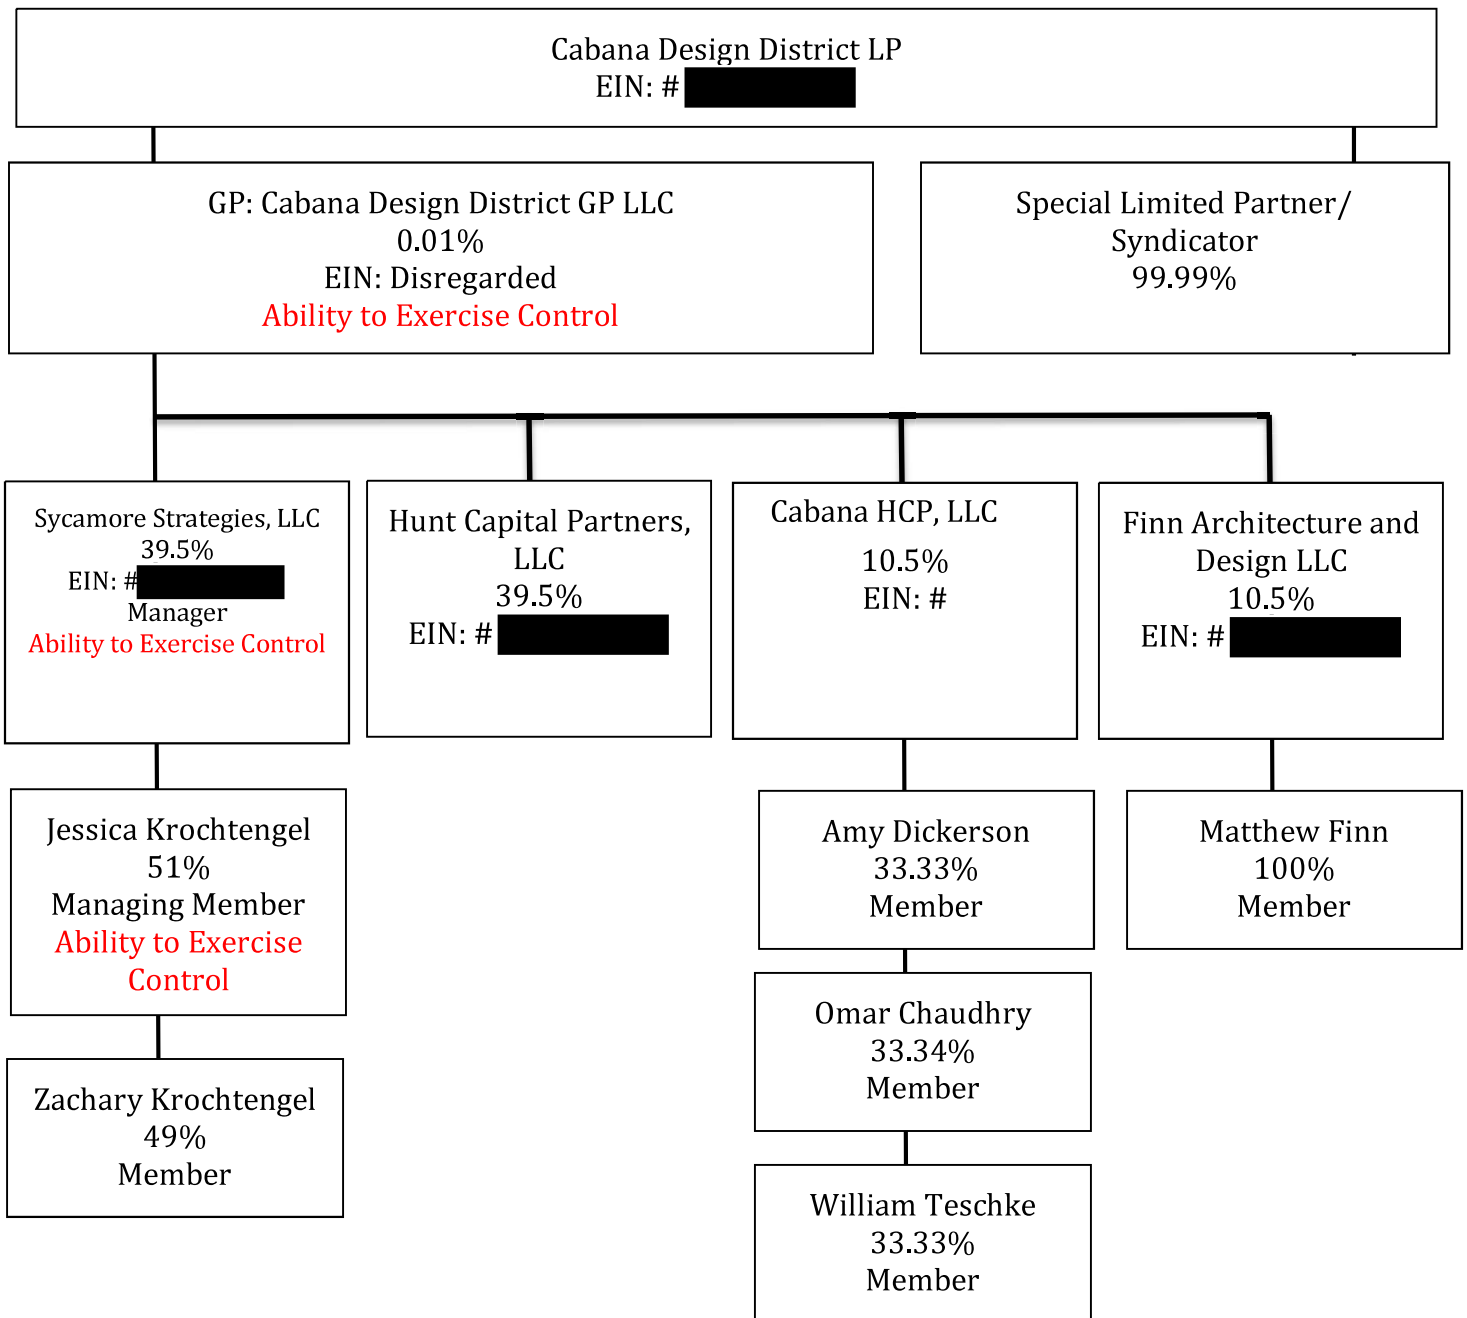 Cabana Design District LP
EIN: #
GP: Cabana Design District GP LLC
0.01%
EIN: Disregarded
Ability to Exercise Control
Special Limited Partner/
Syndicator
99.99%
Sycamore Strategies, LLC
39.5%
EIN: #
Manager
Ability to Exercise Control
Hunt Capital Partners,
LLC
39.5%
EIN: #
Cabana HCP, LLC
10.5%
EIN: #
Finn Architecture and
Design LLC
10.5%
EIN: #
Jessica Krochtengel
51%
Managing Member
Ability to Exercise
Control
Amy Dickerson
33.33%
Member
Matthew Finn
100%
Member
Omar Chaudhry
33.34%
Member
Zachary Krochtengel
49%
Member
William Teschke
33.33%
Member